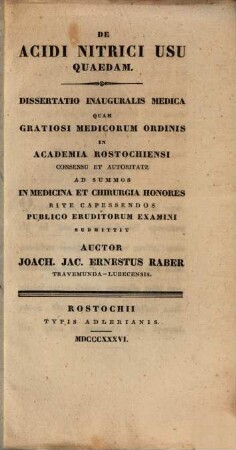 DE
ACIDI NITRICI USU
QUAEDAM.
DISSERTATIO INAUGURALIS MEDICA
QUAM
GRATIOSI MEDICORUM ORDINIS
IN
ACADEMIA ROSTOCHIENSI
CONSENSU ET AUTORITATE
AD SUMMOS
IN MEDICINA ET CHIRURGIA HONORES
RITE CAPESSENDOS
PUBLICO ERUDITORUM EXAMINI
SUBMITTIT
AUCTOR
JOACH. JAC. ERNESTUS RABER
TRAVEMUNDA-LUBECENSIS.
ROSTOCHII
TYPIS ADLERIANIS.
MDCCCXXXVI.